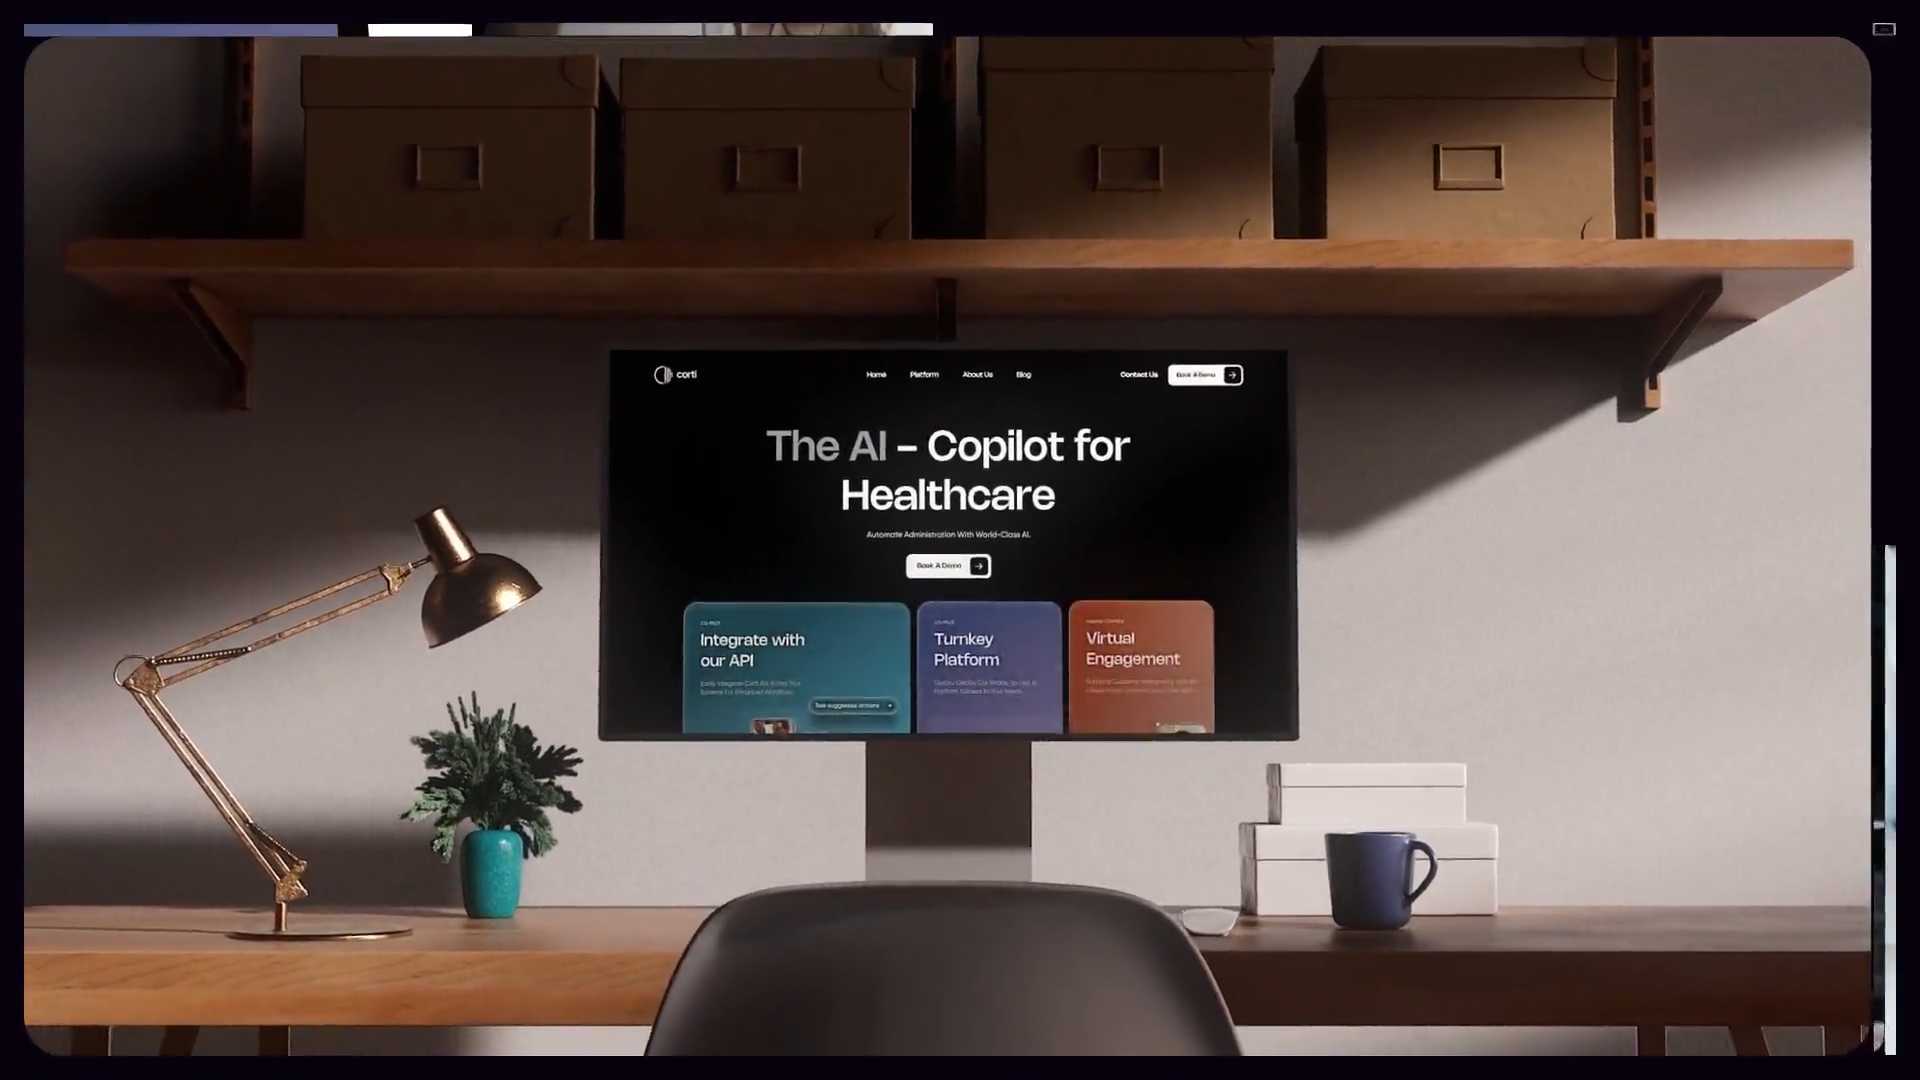 corti
Home
Platform
About Us
Blog
Contact Us
Book A Demo
The AI – Copilot for
Healthcare
Automate Administration With World-Class AI.
Book A Demo
Integrate with
our API
Turnkey
Platform
Virtual
Engagement